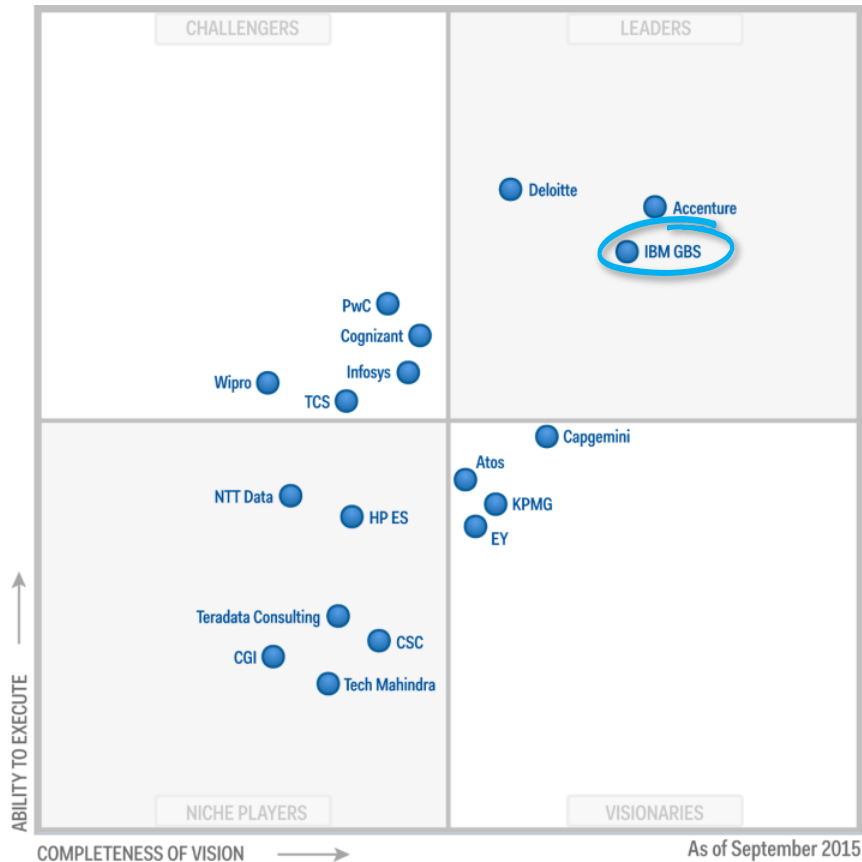 CHALLENGERS
LEADERS
Deloitte
Accenture
IBM GBS
PwC
Cognizant
Infosys
Wipro
TCS
Capgemini
Atos
KPMG
EY
NTT Data
HP ES
Teradata Consulting
CSC
CGI
Tech Mahindra
ABILITY TO EXECUTE
NICHE PLAYERS
VISIONARIES
COMPLETENESS OF VISION
As of September 2015